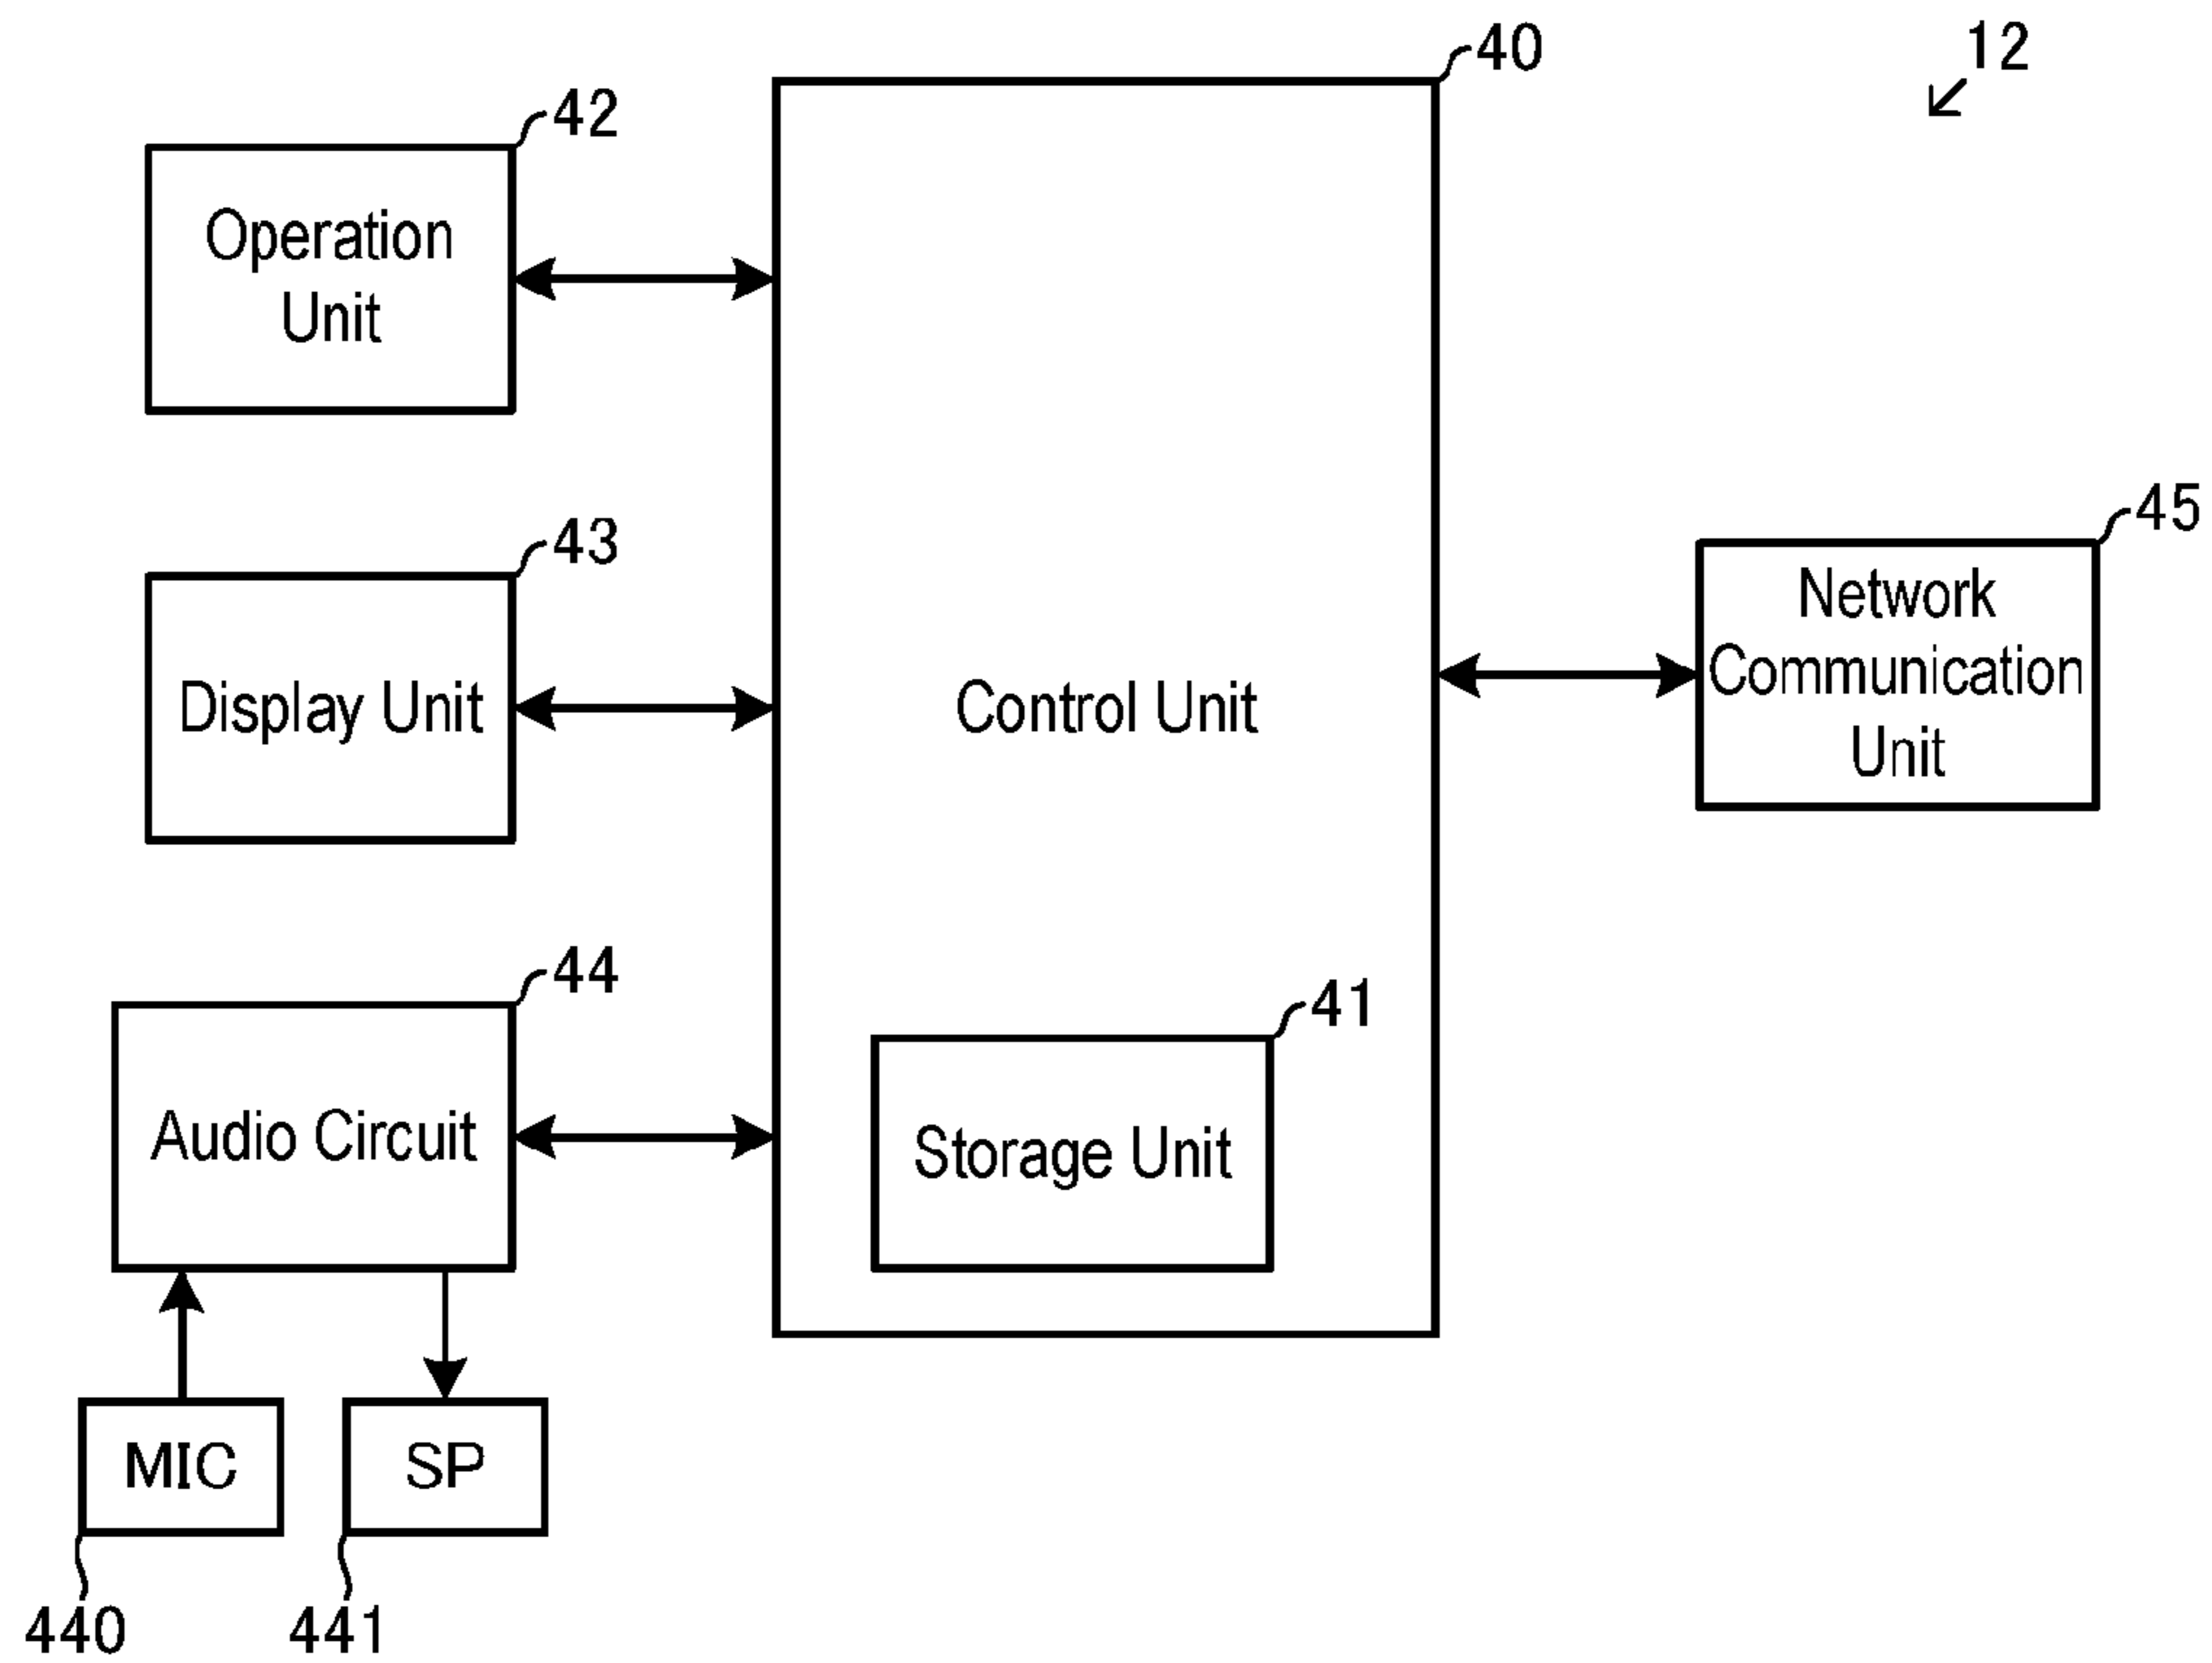 12
40
42
Operation
Unit
43
Display Unit
Control Unit
45
Network
Communication
Unit
44
Audio Circuit
41
Storage Unit
MIC
SP
440
441